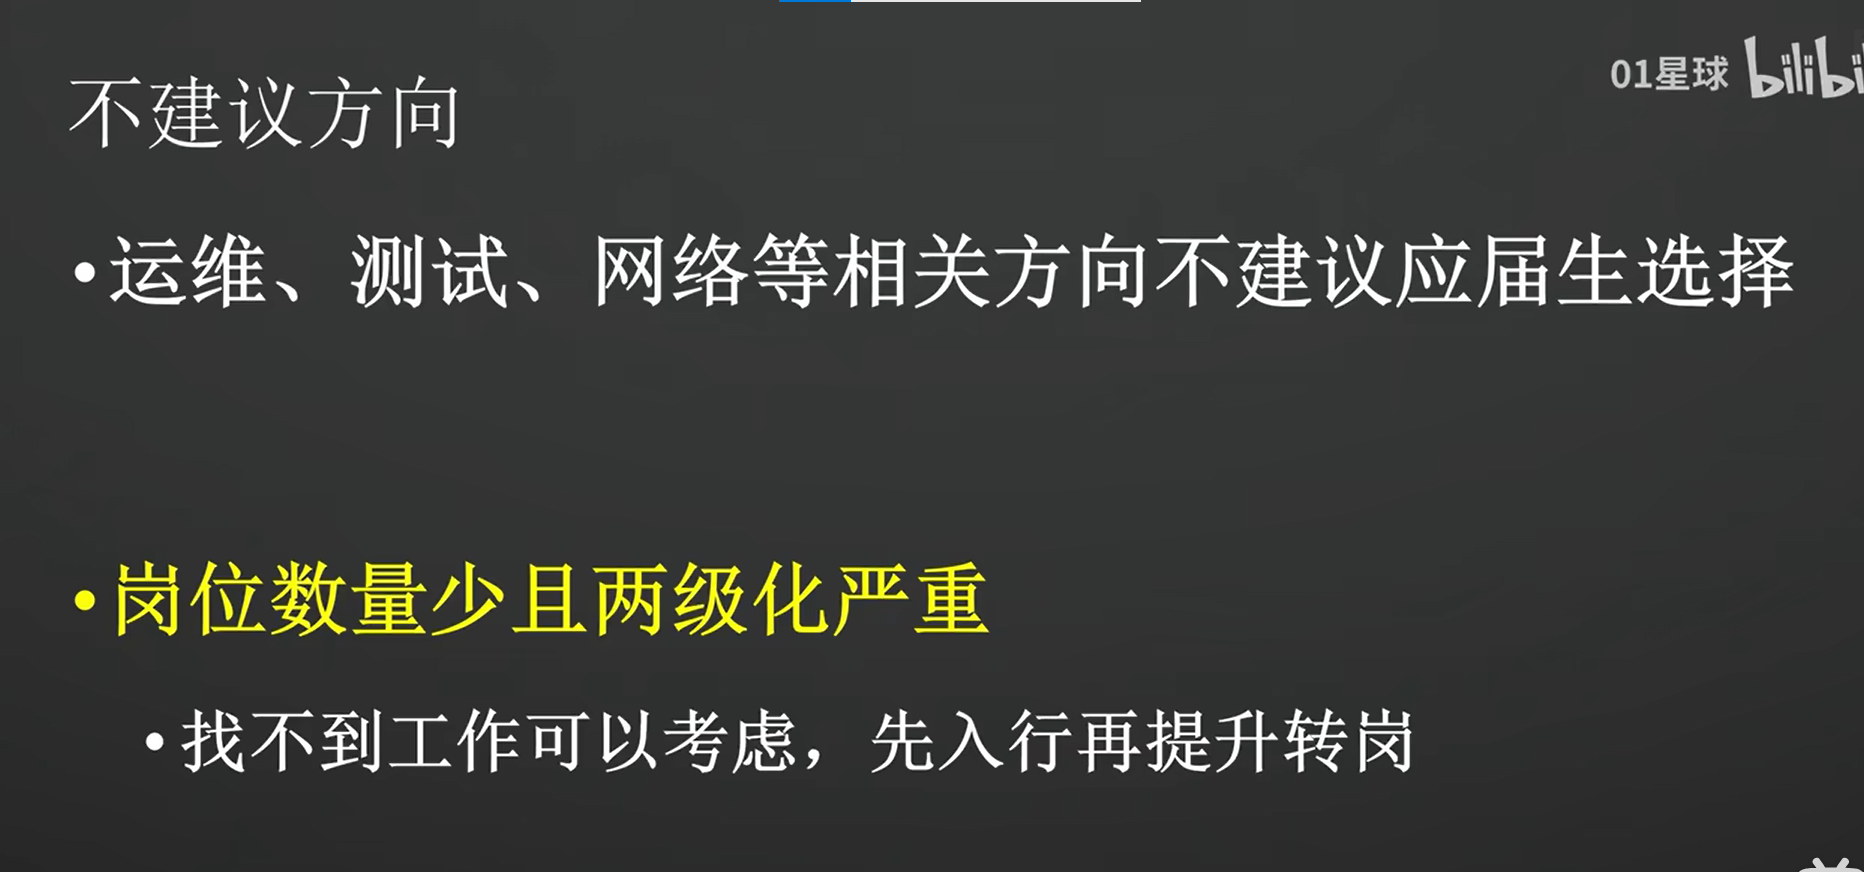 01星球 bilibi
不建议方向
•运维、测试、网络等相关方向不建议应届生选择
•岗位数量少且两级化严重
•找不到工作可以考虑，先入行再提升转岗